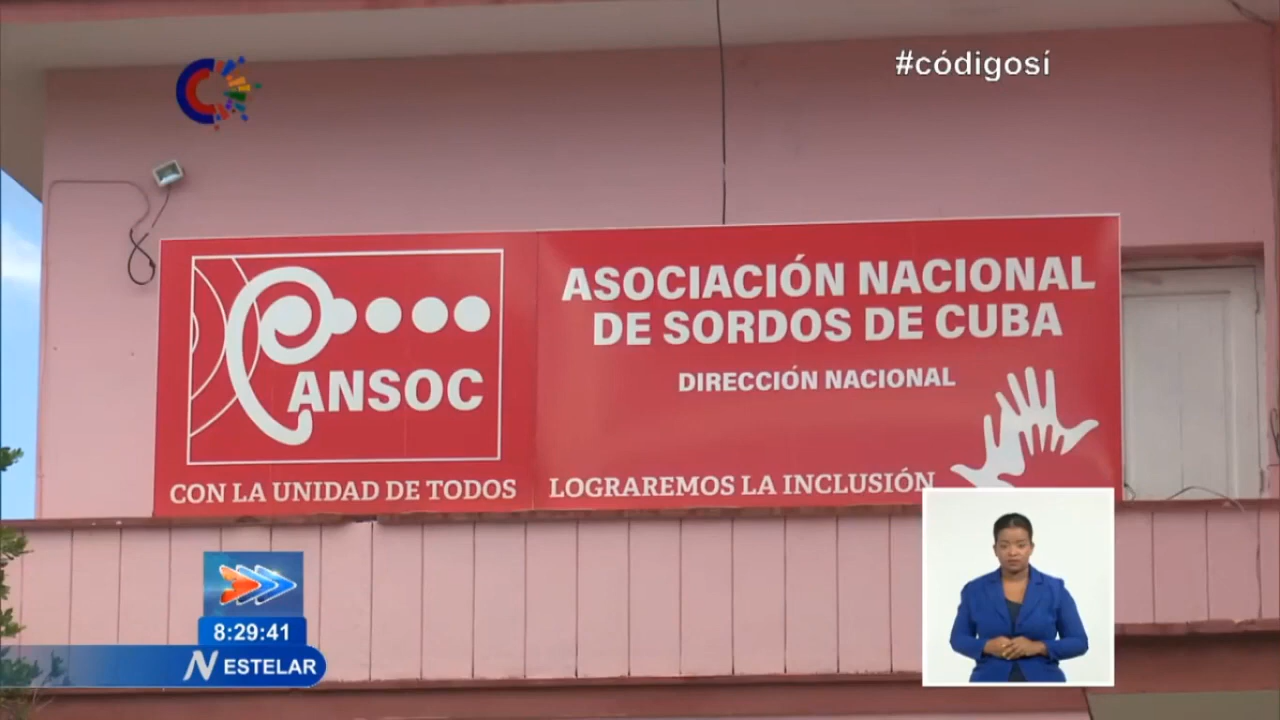 #códigosí
ANSOC
CON LA UNIDAD DE TODOS
ASOCIACIÓN NACIONAL
DE SORDOS DE CUBA
DIRECCIÓN NACIONAL
LOGRAREMOS LA INCLUSIÓN
8:29:41
N ESTELAR